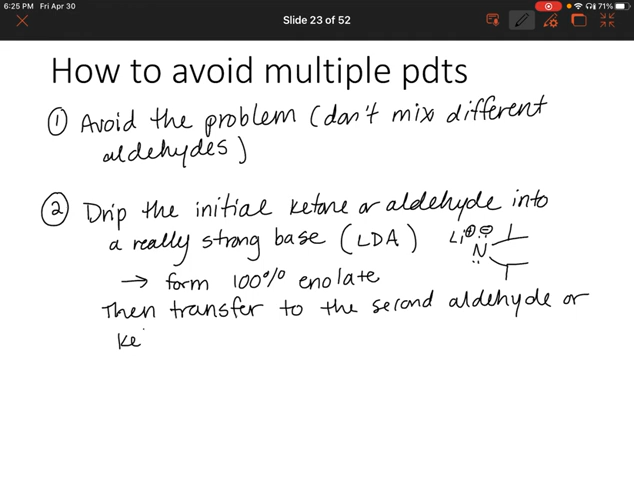 6:25 PM Fri Apr 30
Slide 23 of 52
71%
How to avoid multiple pdts
① Avoid the problem (don't mix different
aldehydes)
② Drip the initial ketone or aldehyde into
a really strong base (LDA)
Li⊕ ⊖
N
→ form 100% enolate
Then transfer to the second aldehyde or
ke